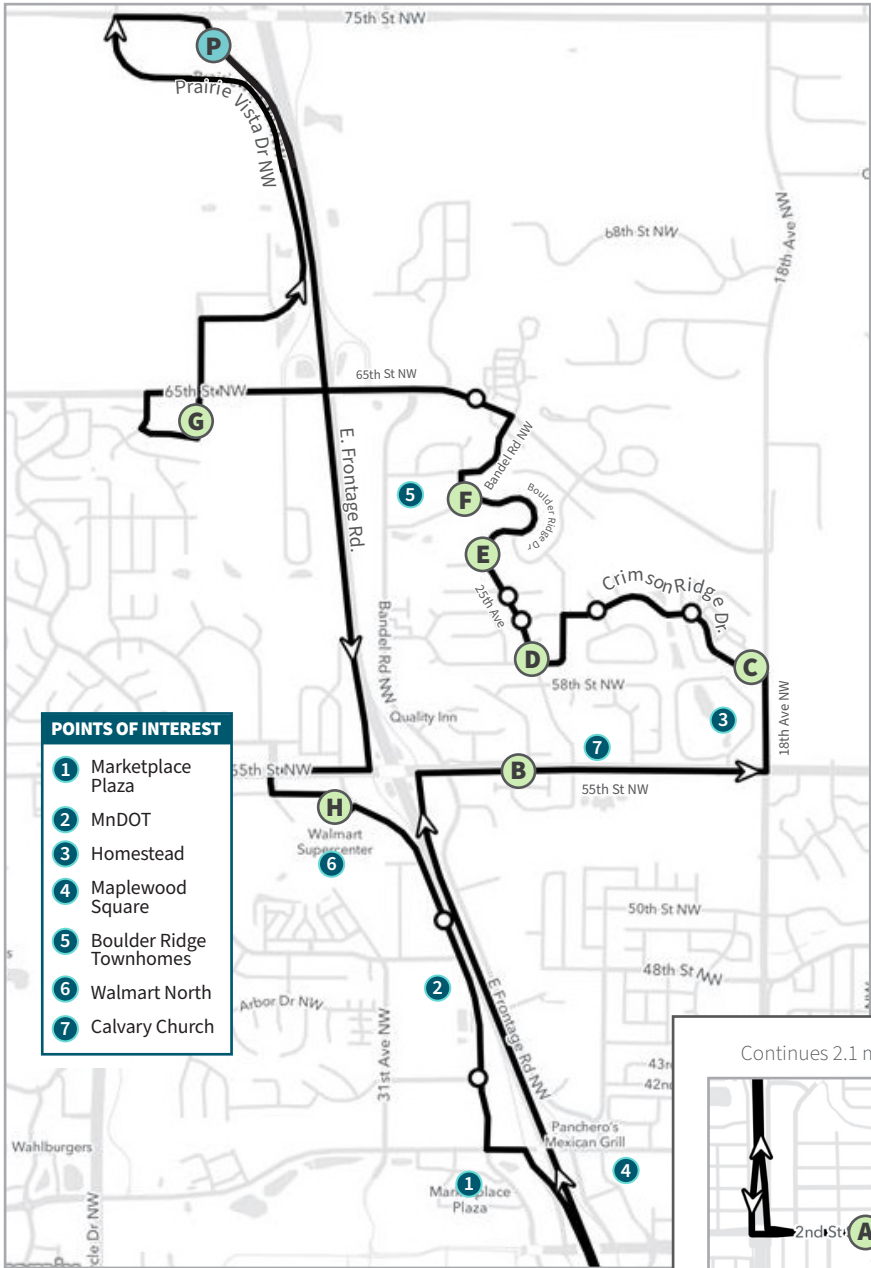 75th St NW
P
Prairie Vista Dr NW
68th St NW
18th Ave NW
65th St NW
65th St NW
G
E. Frontage Rd.
Bandel Rd NW
5
F
Boulder Ridge Dr
E
25th Ave
Crimson Ridge Dr.
D
C
58th St NW
Bandel Rd NW
3
18th Ave NW
Quality Inn
7
B
55th St NW
55th St NW
H
Walmart
Supercenter
6
POINTS OF INTEREST
1 Marketplace
Plaza
2 MnDOT
3 Homestead
4 Maplewood
Square
5 Boulder Ridge
Townhomes
6 Walmart North
7 Calvary Church
50th St NW
48th St NW
2
Arbor Dr NW
31st Ave NW
E Frontage Rd NW
43r
42n
Continues 2.1 m
Panchero's
Mexican Grill
4
Wahlburgers
1
Marketplace
Plaza
cle Dr NW
2nd St
A